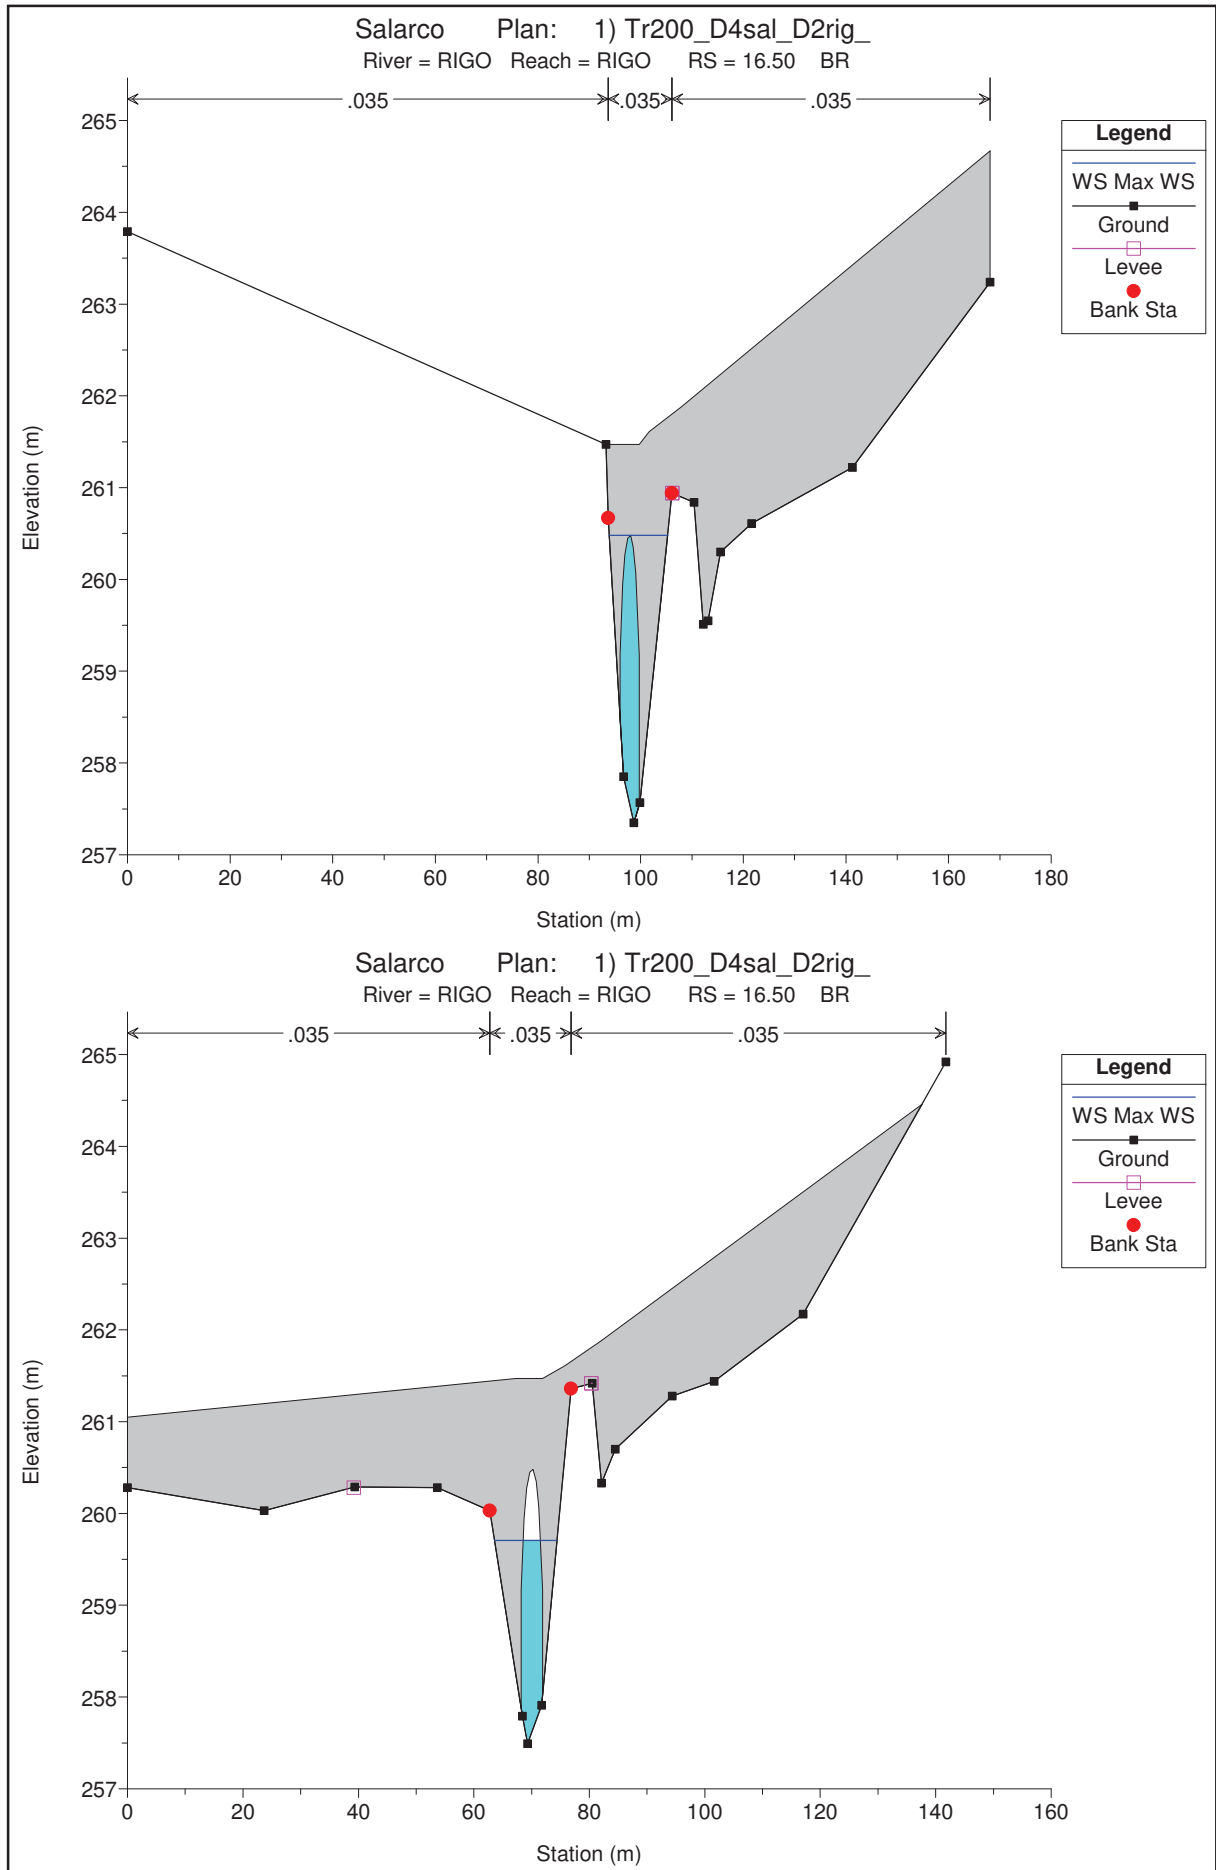 Salarco Plan: 1) Tr200_D4sal_D2rig_
River = RIGO Reach = RIGO RS = 16.50 BR
.035 .035 .035
265
264
263
262
261
260
259
258
257
Elevation (m)
0 20 40 60 80 100 120 140 160 180
Station (m)
Legend
WS Max WS
Ground
Levee
Bank Sta
Salarco Plan: 1) Tr200_D4sal_D2rig_
River = RIGO Reach = RIGO RS = 16.50 BR
.035 .035 .035
265
264
263
262
261
260
259
258
257
Elevation (m)
0 20 40 60 80 100 120 140 160
Station (m)
Legend
WS Max WS
Ground
Levee
Bank Sta